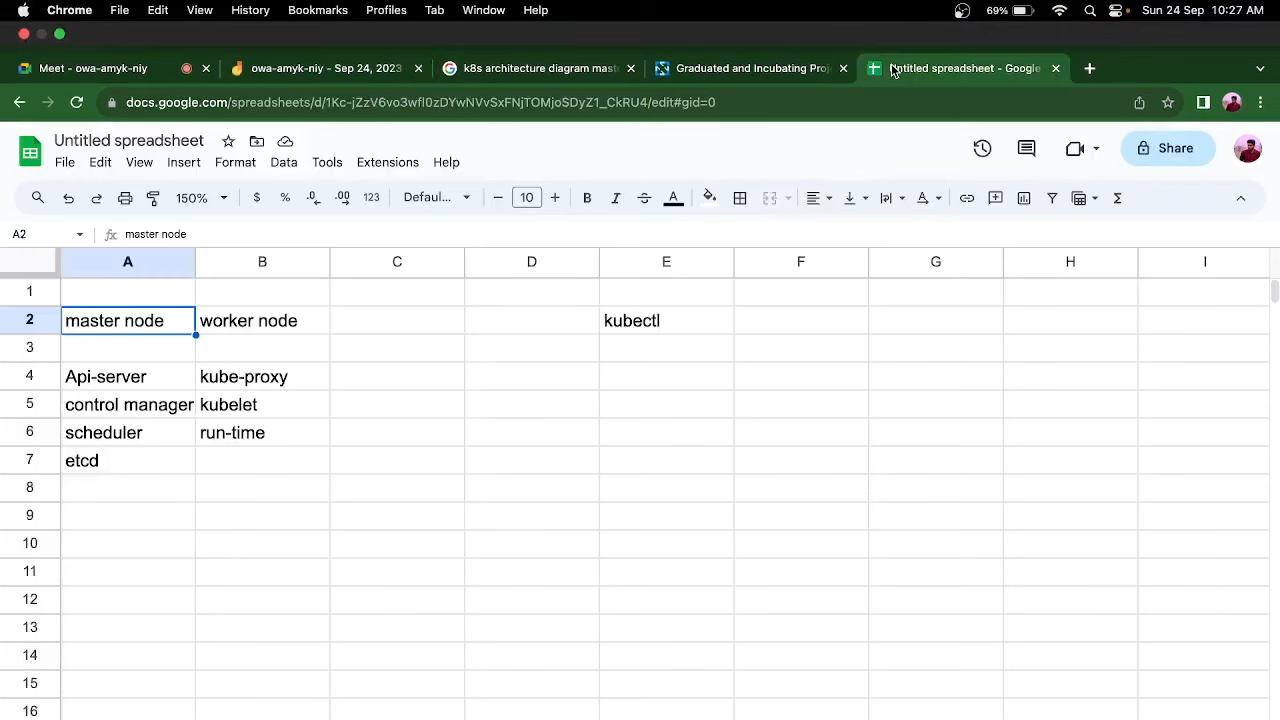 Chrome File Edit View History Bookmarks Profiles Tab Window Help 69% Sun 24 Sep 10:27 AM
Meet - owa-amyk-niy owa-amyk-niy - Sep 24, 2023 k8s architecture diagram mast Graduated and Incubating Proj Untitled spreadsheet - Google
docs.google.com/spreadsheets/d/1Kc-jZzV6vo3wfl0zDYwNVvSxFNjTOMjoSDyZ1_CkRU4/edit#gid=0
Untitled spreadsheet
File Edit View Insert Format Data Tools Extensions Help
Share
150% $ % .0 .00 123 Defaul... 10 B I S A Σ
A2 fx master node
A B C D E F G H I
1
2 master node worker node kubectl
3
4 Api-server kube-proxy
5 control manager kubelet
6 scheduler run-time
7 etcd
8
9
10
11
12
13
14
15
16